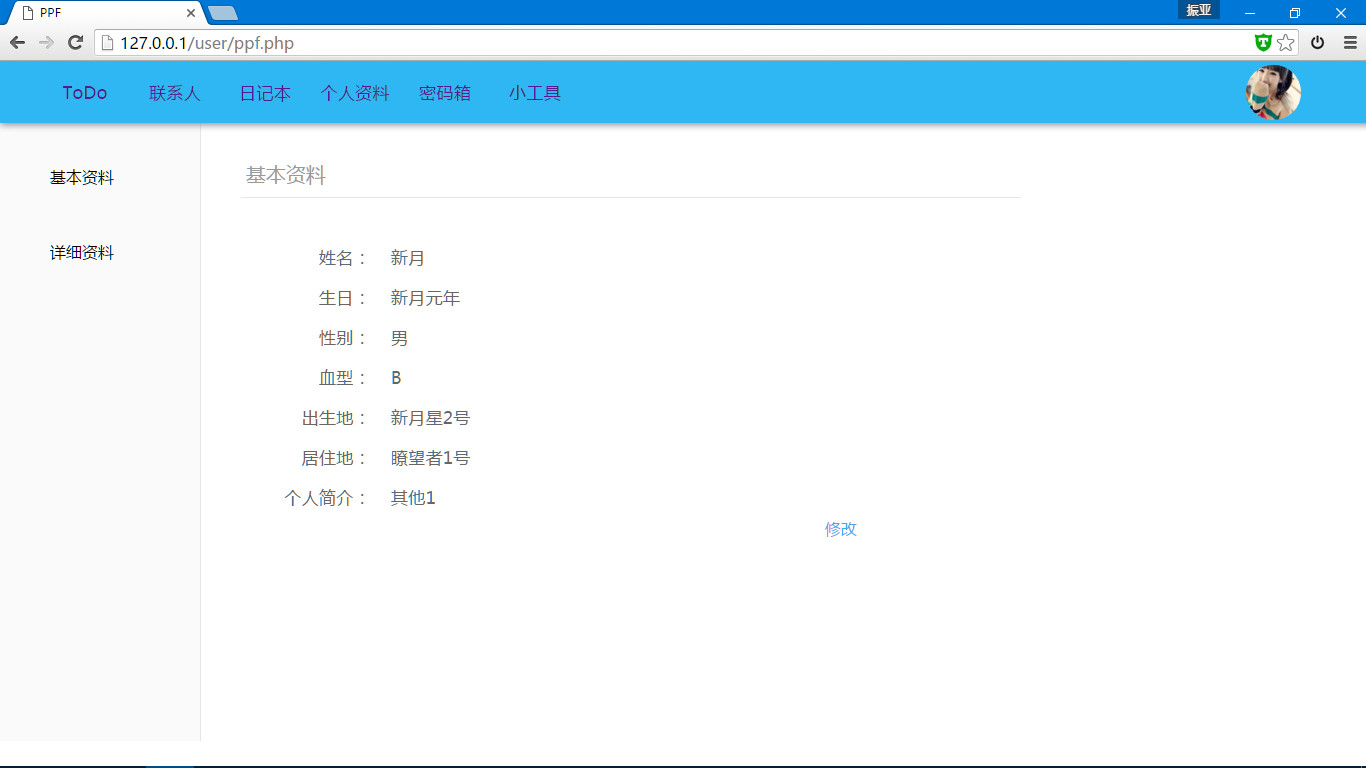 PPF
振亚
127.0.0.1/user/ppf.php
ToDo 联系人 日记本 个人资料 密码箱 小工具
基本资料
详细资料
基本资料
姓名： 新月
生日： 新月元年
性别： 男
血型： B
出生地： 新月星2号
居住地： 瞭望者1号
个人简介： 其他1
修改